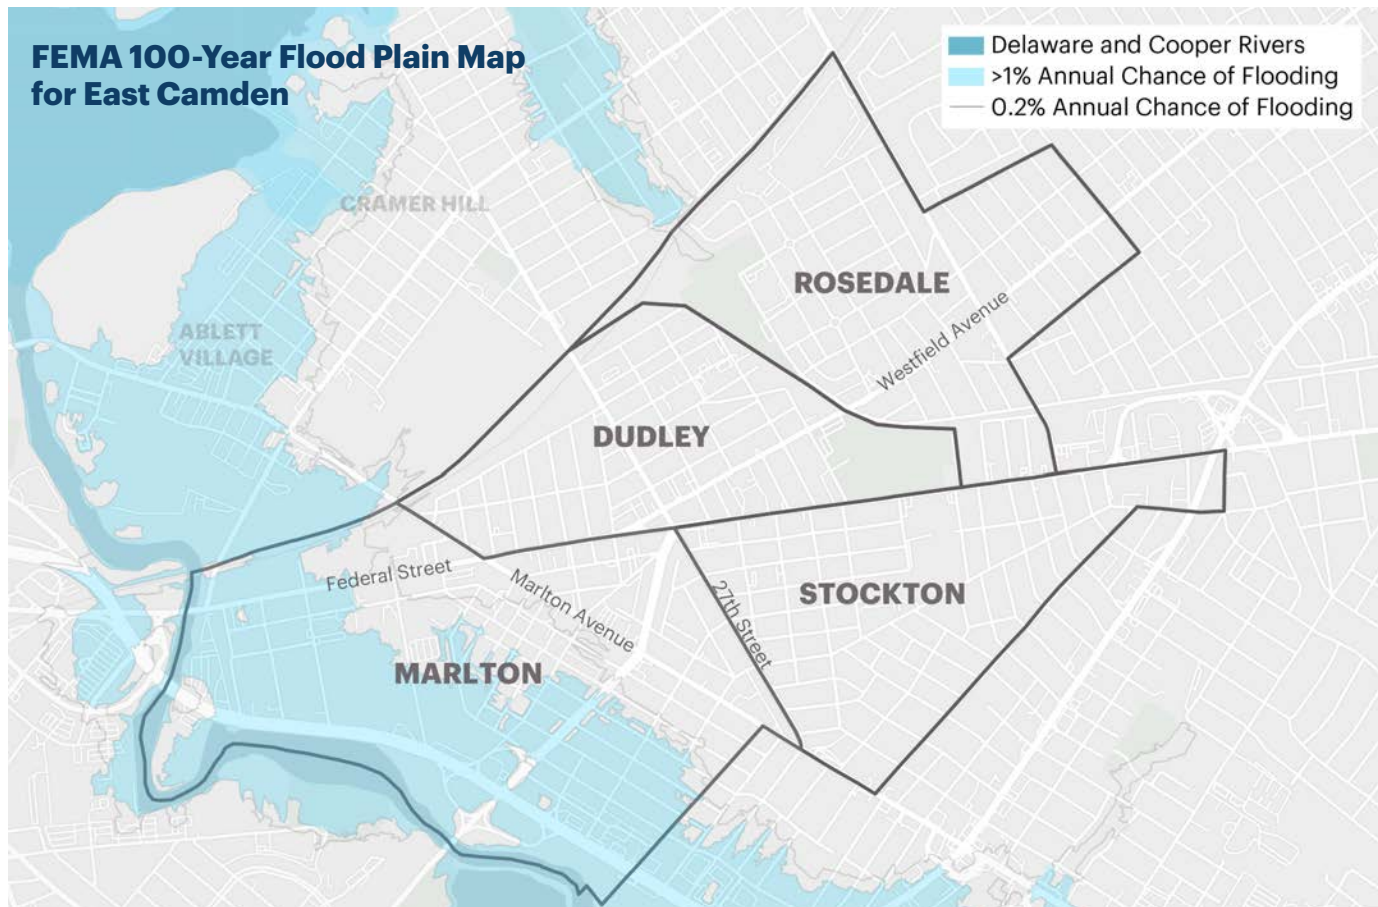 FEMA 100-Year Flood Plain Map
for East Camden
Delaware and Cooper Rivers
>1% Annual Chance of Flooding
0.2% Annual Chance of Flooding
CRAMER HILL
ROSEDALE
ABLETT
VILLAGE
Westfield Avenue
DUDLEY
Federal Street
Marlton Avenue
27th Street
STOCKTON
MARLTON